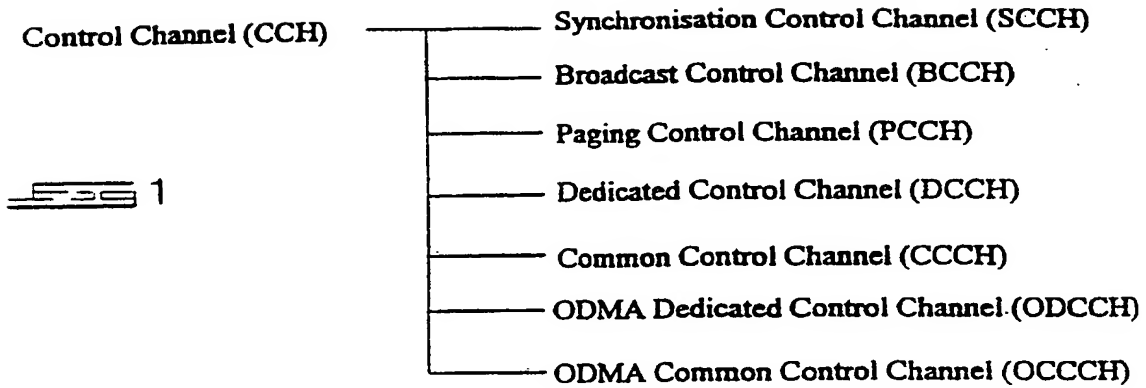 Control Channel (CCH)
Synchronisation Control Channel (SCCH)
Broadcast Control Channel (BCCH)
Paging Control Channel (PCCH)
1
Dedicated Control Channel (DCCH)
Common Control Channel (CCCH)
ODMA Dedicated Control Channel (ODCCH)
ODMA Common Control Channel (OCCCH)